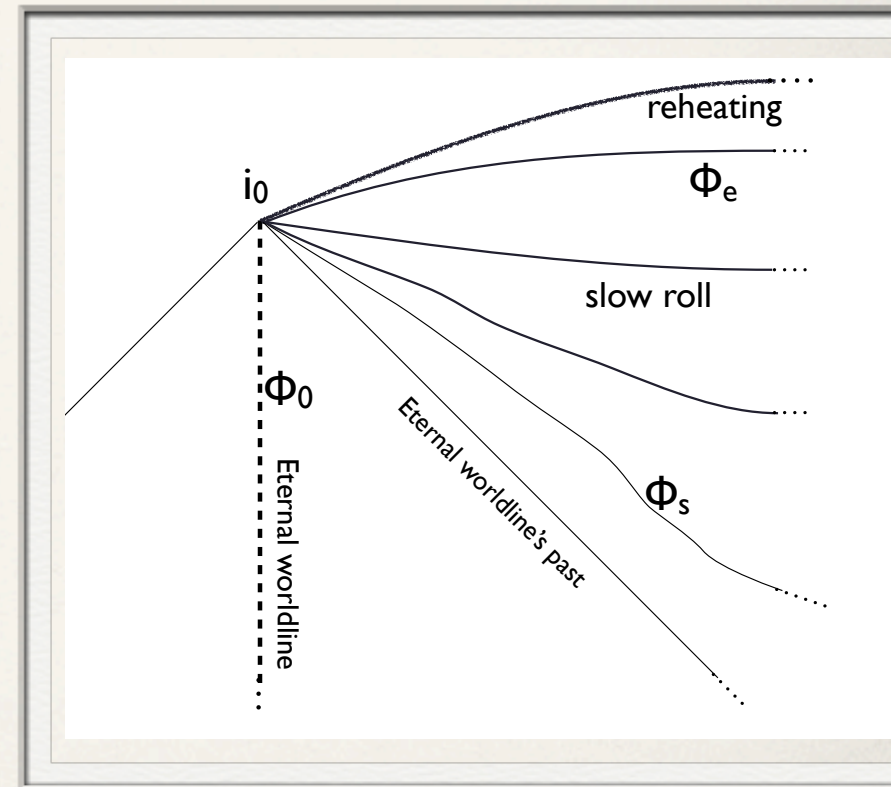 reheating
i₀
Φₑ
slow roll
Φ₀
Eternal worldline's past
Eternal worldline
Φₛ